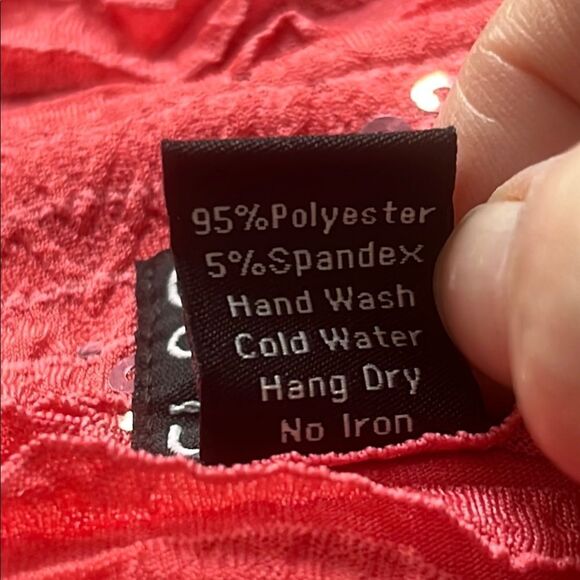 95%Polyester
5%Spandex
Hand Wash
Cold Water
Hang Dry
No Iron